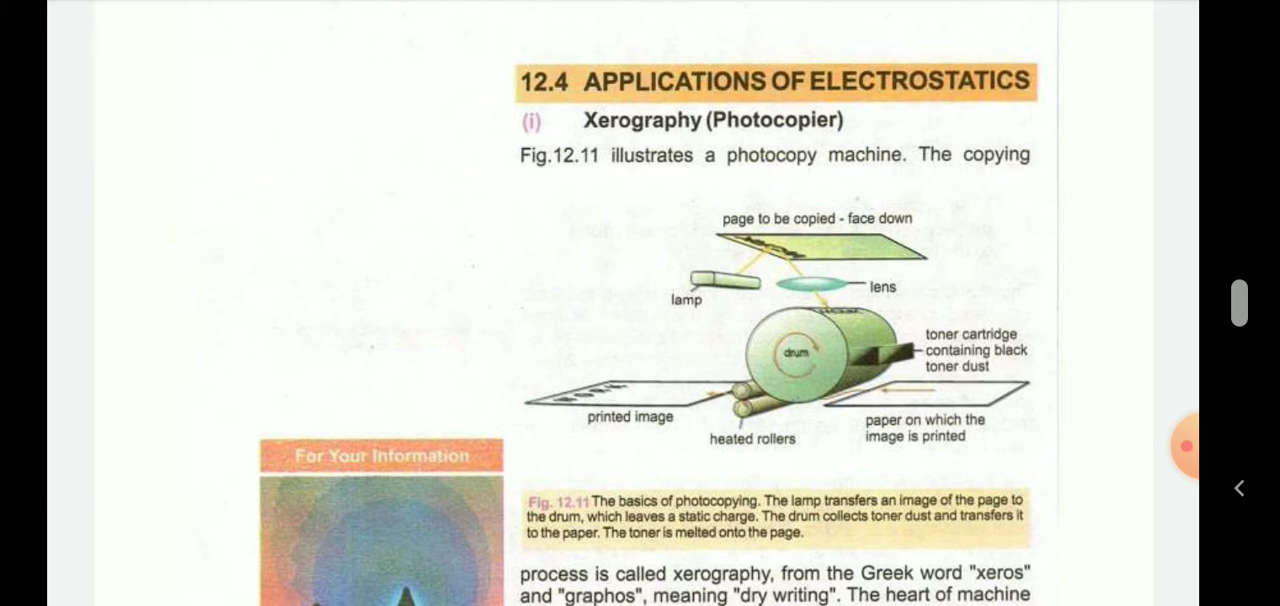 12.4 APPLICATIONS OF ELECTROSTATICS
(i) Xerography (Photocopier)
Fig.12.11 illustrates a photocopy machine. The copying
page to be copied - face down
lamp
lens
drum
toner cartridge
containing black
toner dust
WORK
printed image
heated rollers
paper on which the
image is printed
For Your Information
Fig. 12.11 The basics of photocopying. The lamp transfers an image of the page to
the drum, which leaves a static charge. The drum collects toner dust and transfers it
to the paper. The toner is melted onto the page.
process is called xerography, from the Greek word "xeros"
and "graphos", meaning "dry writing". The heart of machine